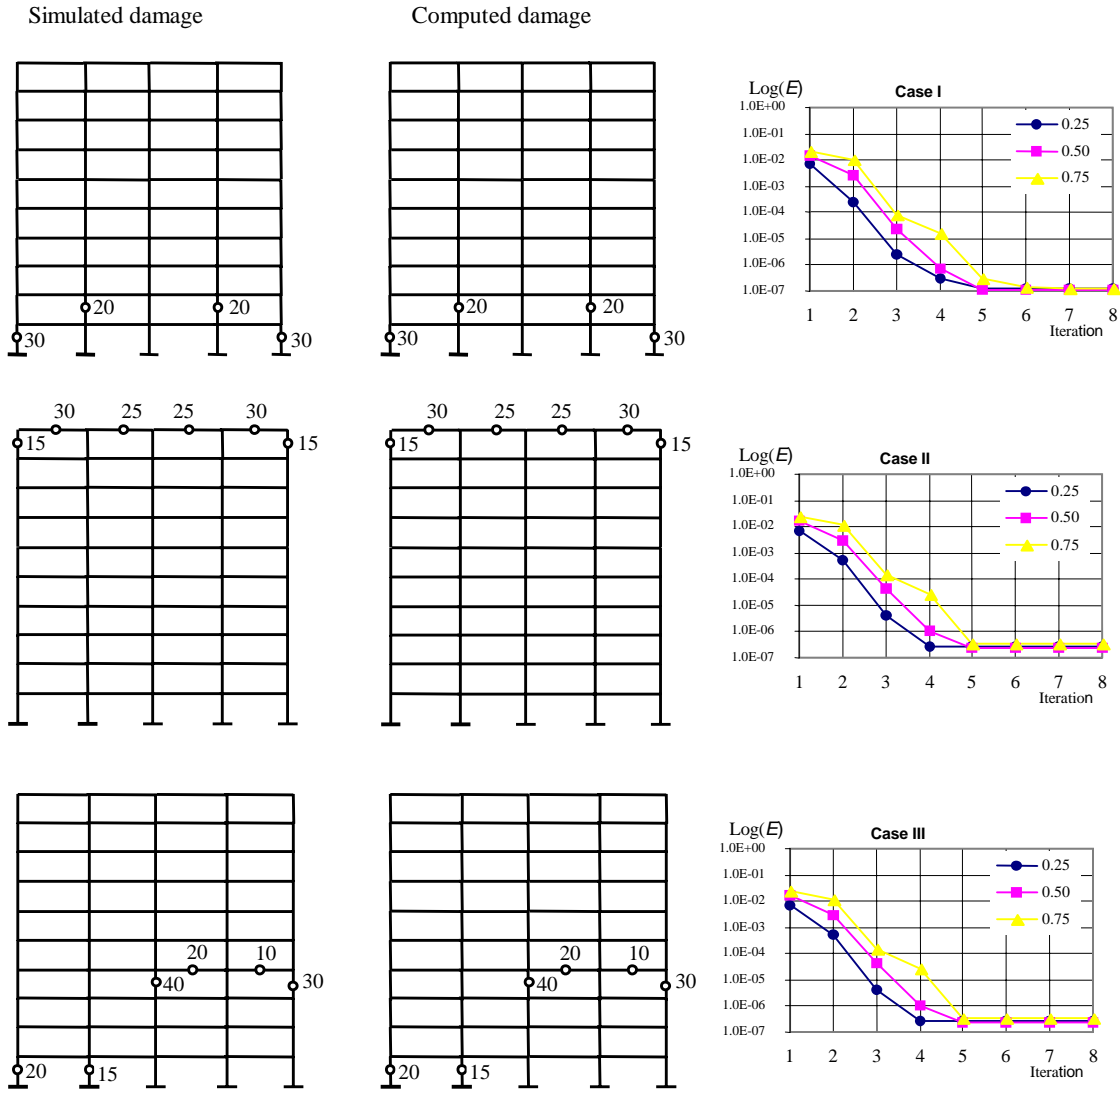 Simulated damage
Computed damage
20
20
30
30
20
20
30
30
Log(E)
Case I
1.0E+00
1.0E-01
1.0E-02
1.0E-03
1.0E-04
1.0E-05
1.0E-06
1.0E-07
0.25
0.50
0.75
1 2 3 4 5 6 7 8
Iteration
30 25 25 30
15
15
30 25 25 30
15
15
Log(E)
Case II
1.0E+00
1.0E-01
1.0E-02
1.0E-03
1.0E-04
1.0E-05
1.0E-06
1.0E-07
0.25
0.50
0.75
1 2 3 4 5 6 7 8
Iteration
20 10
40
30
20
15
20 10
40
30
20
15
Log(E)
Case III
1.0E+00
1.0E-01
1.0E-02
1.0E-03
1.0E-04
1.0E-05
1.0E-06
1.0E-07
0.25
0.50
0.75
1 2 3 4 5 6 7 8
Iteration